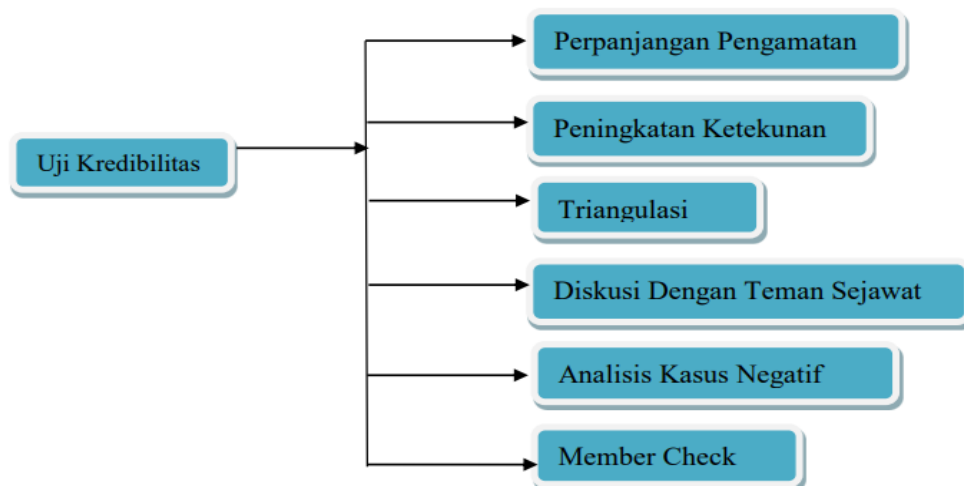 Uji Kredibilitas
Perpanjangan Pengamatan
Peningkatan Ketekunan
Triangulasi
Diskusi Dengan Teman Sejawat
Analisis Kasus Negatif
Member Check